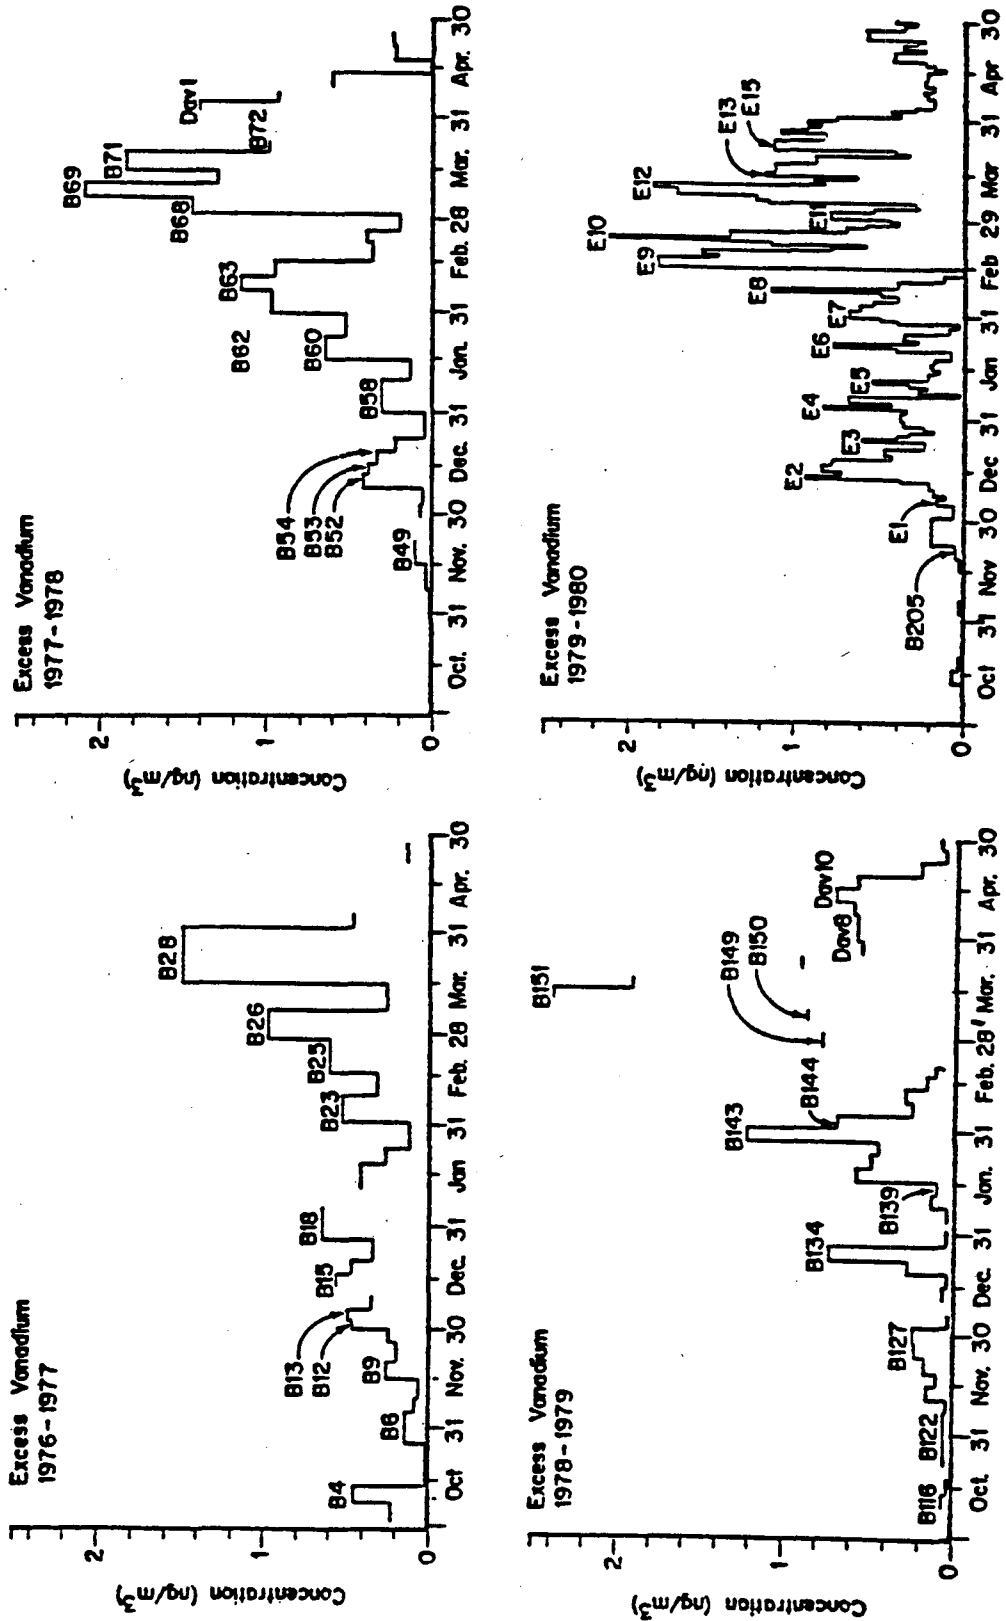 Excess Vanadium
1976-1977
Concentration (ng/m³)
2
1
0
B4
B6
B9
B12
B13
B15
B18
B23
B25
B26
B28
Oct 31 Nov. 30 Dec. 31 Jan 31 Feb. 28 Mar. 31 Apr. 30
Excess Vanadium
1977-1978
Concentration (ng/m³)
2
1
0
B49
B52
B53
B54
B58
B60
B62
B63
B68
B69
B71
B72
Dav1
Oct. 31 Nov. 30 Dec. 31 Jan. 31 Feb. 28 Mar. 31 Apr. 30
Excess Vanadium
1978-1979
Concentration (ng/m³)
2
1
0
B116
B122
B127
B134
B139
B143
B144
B149
B150
B151
Dav8
Dav10
Oct. 31 Nov. 30 Dec. 31 Jan. 31 Feb. 28 Mar. 31 Apr. 30
Excess Vanadium
1979-1980
Concentration (ng/m³)
2
1
0
B205
E1
E2
E3
E4
E5
E6
E7
E8
E9
E10
E11
E12
E13
E15
Oct 31 Nov 30 Dec 31 Jan 31 Feb 29 Mar 31 Apr 30